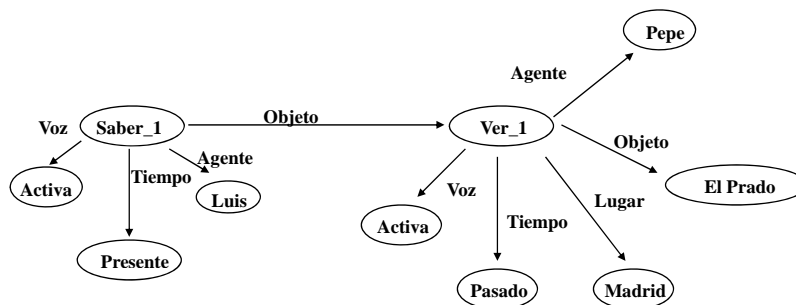 Pepe
Agente
Objeto
Voz
Saber_1
Ver_1
Objeto
Agente
Activa
Tiempo
Luis
Voz
Lugar
El Prado
Activa
Tiempo
Presente
Pasado
Madrid